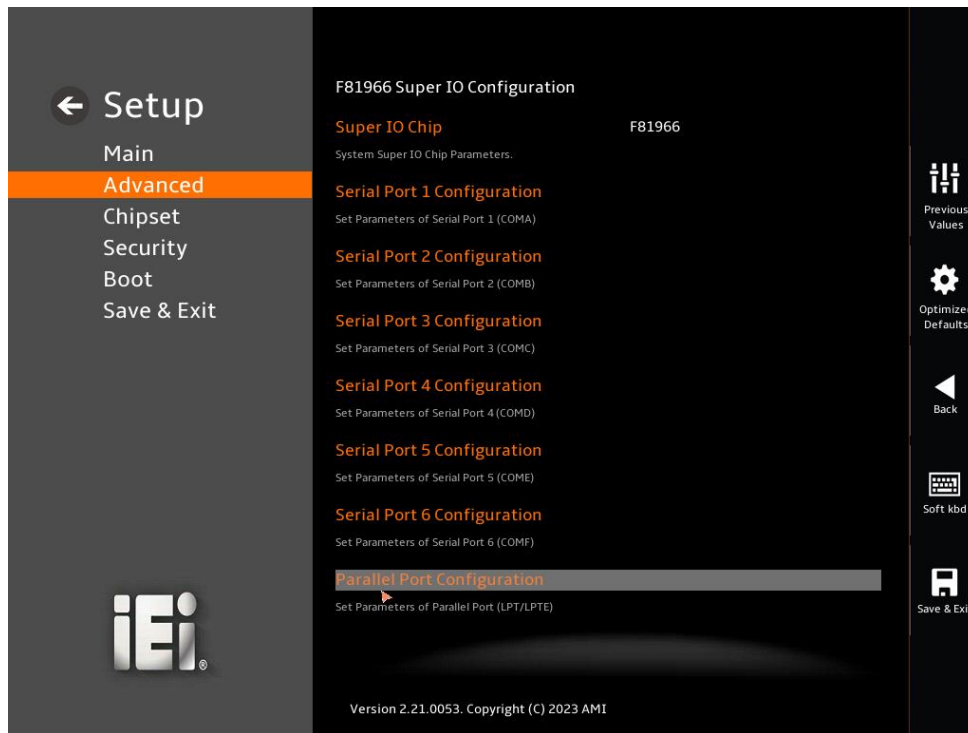 Setup
Main
Advanced
Chipset
Security
Boot
Save & Exit
F81966 Super IO Configuration
Super IO Chip F81966
System Super IO Chip Parameters.
Serial Port 1 Configuration
Set Parameters of Serial Port 1 (COMA)
Serial Port 2 Configuration
Set Parameters of Serial Port 2 (COMB)
Serial Port 3 Configuration
Set Parameters of Serial Port 3 (COMC)
Serial Port 4 Configuration
Set Parameters of Serial Port 4 (COMD)
Serial Port 5 Configuration
Set Parameters of Serial Port 5 (COME)
Serial Port 6 Configuration
Set Parameters of Serial Port 6 (COMF)
Parallel Port Configuration
Set Parameters of Parallel Port (LPT/LPTE)
Version 2.21.0053. Copyright (C) 2023 AMI
Previous
Values
Optimized
Defaults
Back
Soft kbd
Save & Exi
iEi®